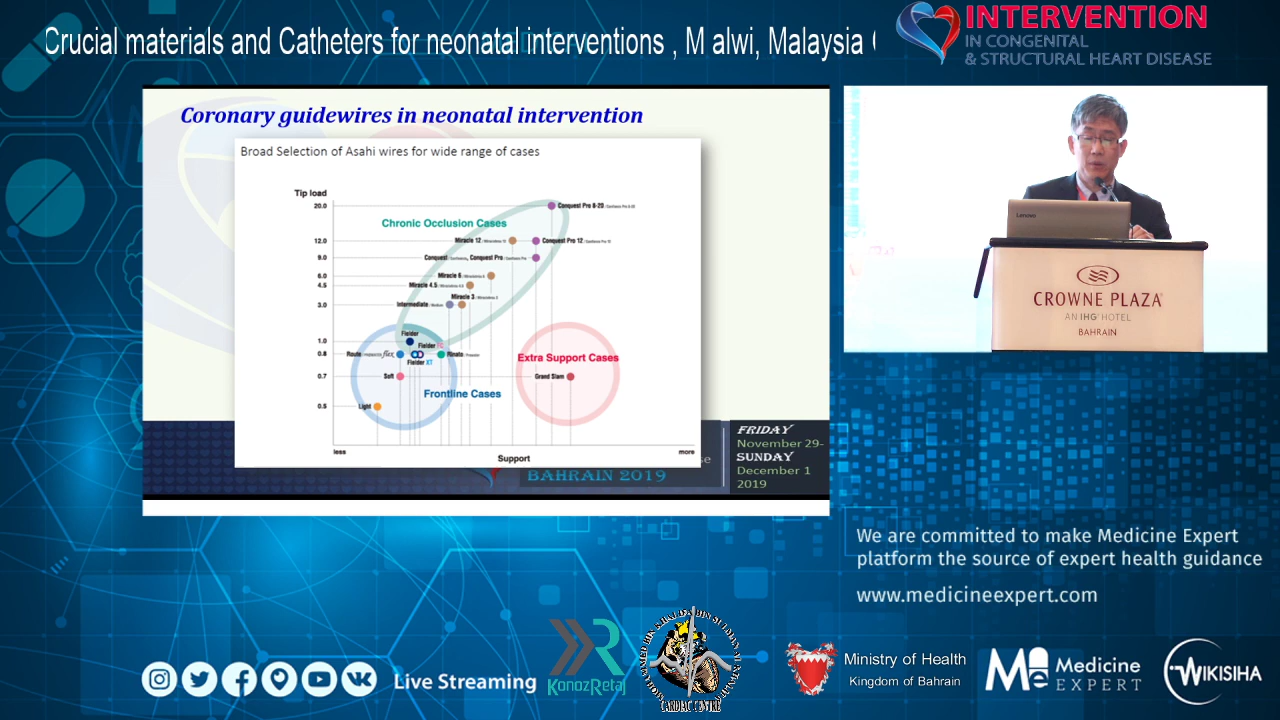 Crucial materials and Catheters for neonatal interventions , M alwi, Malaysia
INTERVENTION
IN CONGENITAL
& STRUCTURAL HEART DISEASE
Coronary guidewires in neonatal intervention
Broad Selection of Asahi wires for wide range of cases
Tip load
20.0
12.0
9.0
6.0
4.5
3.0
1.0
0.8
0.7
0.5
Chronic Occlusion Cases
Conquest Pro 8-20
Miracle 12
Conquest Pro 12
Conquest
Conquest Pro
Miracle 6
Miracle 4.5
Miracle 3
Intermediate
Fielder
Fielder FC
Route
flex
Fielder XT
Rinato
Soft
Light
Frontline Cases
Extra Support Cases
Grand Slam
less
Support
more
BAHRAIN 2019
FRIDAY
November 29-
SUNDAY
December 1
2019
Lenovo
CROWNE PLAZA
AN IHG HOTEL
BAHRAIN
We are committed to make Medicine Expert
platform the source of expert health guidance
www.medicineexpert.com
Live Streaming
KanozRetaj
CARDIAC CENTRE
Ministry of Health
Kingdom of Bahrain
Me Medicine
EXPERT
WIKISIHA